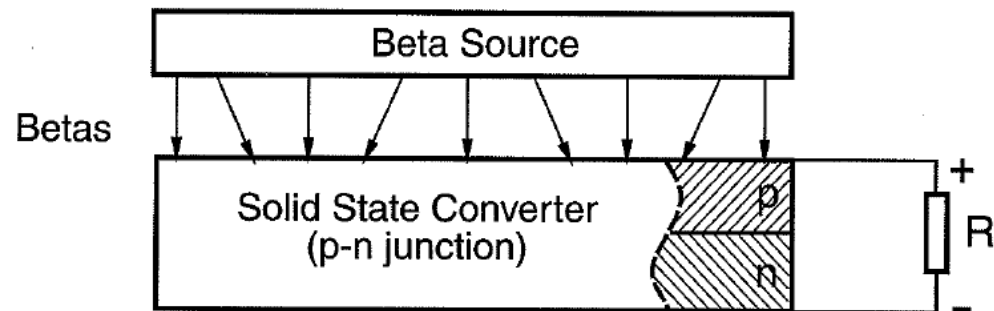 Beta Source
Betas
Solid State Converter
(p-n junction)
p
n
+
R
-